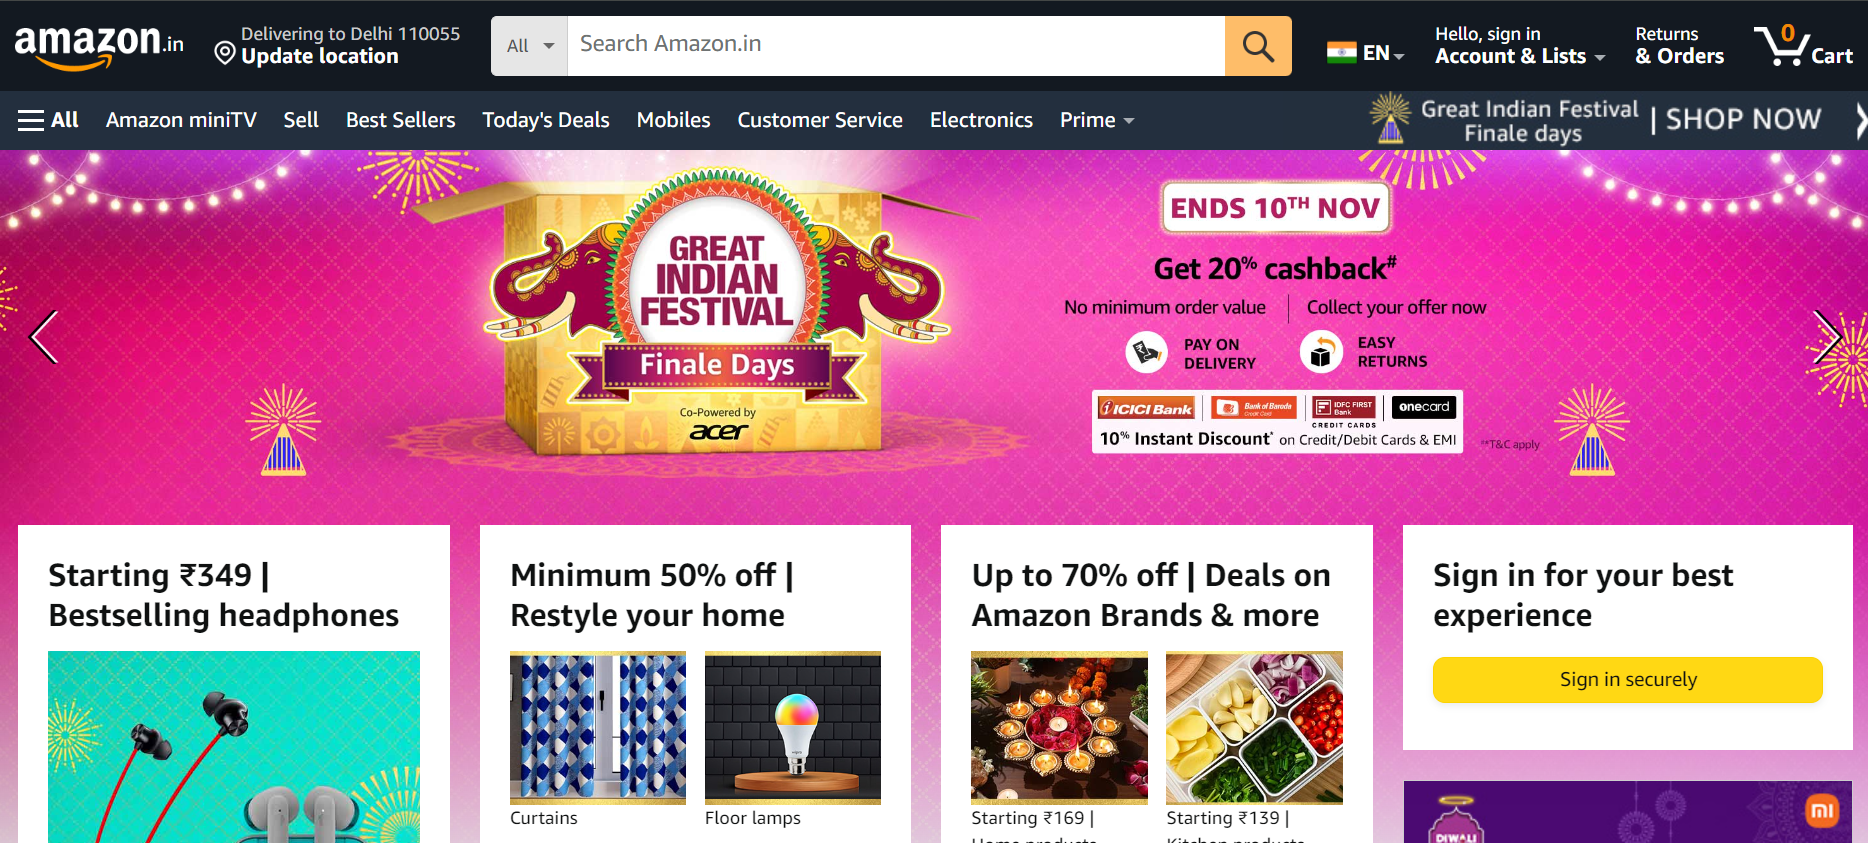 amazon.in
Delivering to Delhi 110055
Update location
All
Search Amazon.in
EN
Hello, sign in
Account & Lists
Returns
& Orders
0
Cart
All
Amazon miniTV
Sell
Best Sellers
Today's Deals
Mobiles
Customer Service
Electronics
Prime
Great Indian Festival
Finale days
| SHOP NOW
GREAT
INDIAN
FESTIVAL
Finale Days
Co-Powered by
acer
ENDS 10TH NOV
Get 20% cashback#
No minimum order value
Collect your offer now
PAY ON
DELIVERY
EASY
RETURNS
ICICI Bank
Bank of Baroda
Credit Card
IDFC FIRST
Bank
CREDIT CARDS
onecard
10% Instant Discount* on Credit/Debit Cards & EMI
#*T&C apply
Starting ₹349 |
Bestselling headphones
Minimum 50% off |
Restyle your home
Curtains
Floor lamps
Up to 70% off | Deals on
Amazon Brands & more
Starting ₹169 |
Home products
Starting ₹139 |
Kitchen products
Sign in for your best
experience
Sign in securely
mi
DIWALI